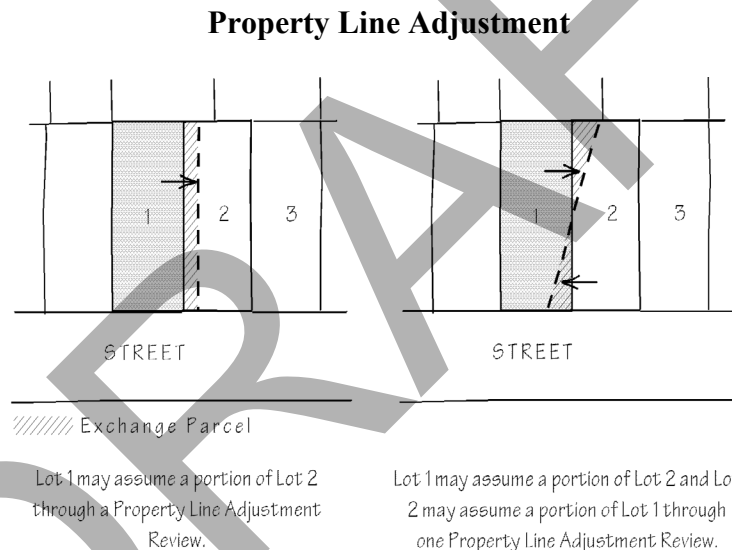 Property Line Adjustment
1 2 3
1 2 3
STREET
STREET
Exchange Parcel
Lot 1 may assume a portion of Lot 2
through a Property Line Adjustment
Review.
Lot 1 may assume a portion of Lot 2 and Lo
2 may assume a portion of Lot 1 through
one Property Line Adjustment Review.